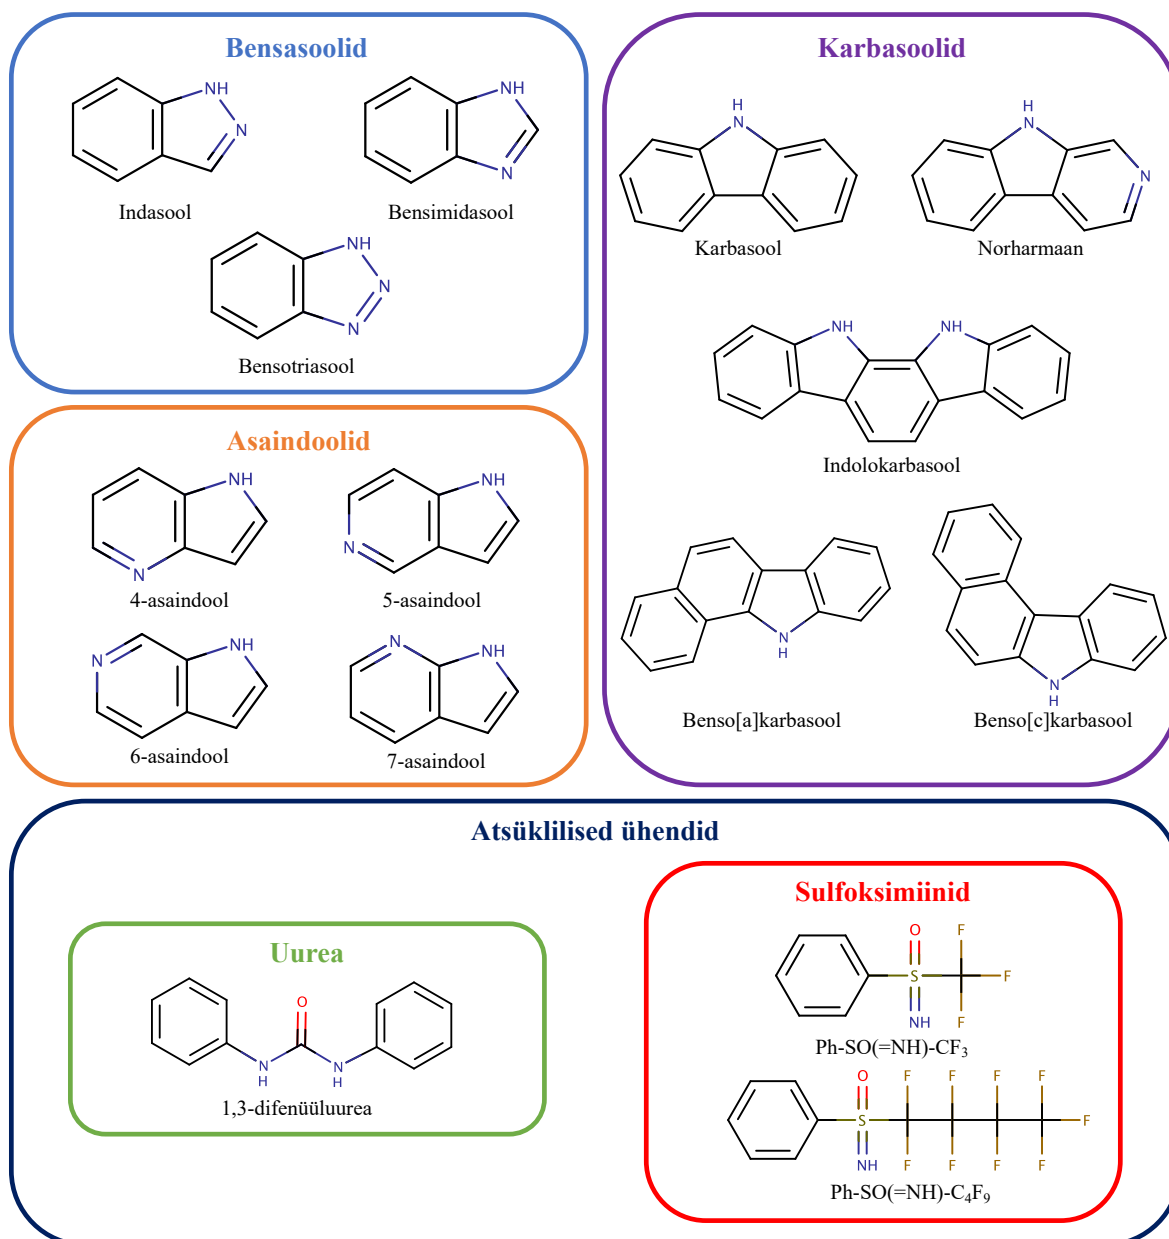 Bensasoolid
NH
N
Indasool
NH
N
Bensimidasool
NH
N
N
Bensotriasool
Asaindoolid
NH
N
4-asaindool
NH
N
5-asaindool
NH
N
6-asaindool
N
NH
7-asaindool
Karbasoolid
H
N
Karbasool
H
N
N
Norharmaan
NH
NH
Indolokarbasool
N
H
Benso[a]karbasool
N
H
Benso[c]karbasool
Atsüklilised ühendid
Uurea
O
N
H
N
H
1,3-difenüüluurea
Sulfoksimiinid
O
F
S
F
NH
F
Ph-SO(=NH)-CF₃
O F F F F
S F
NH F F F F
Ph-SO(=NH)-C₄F₉